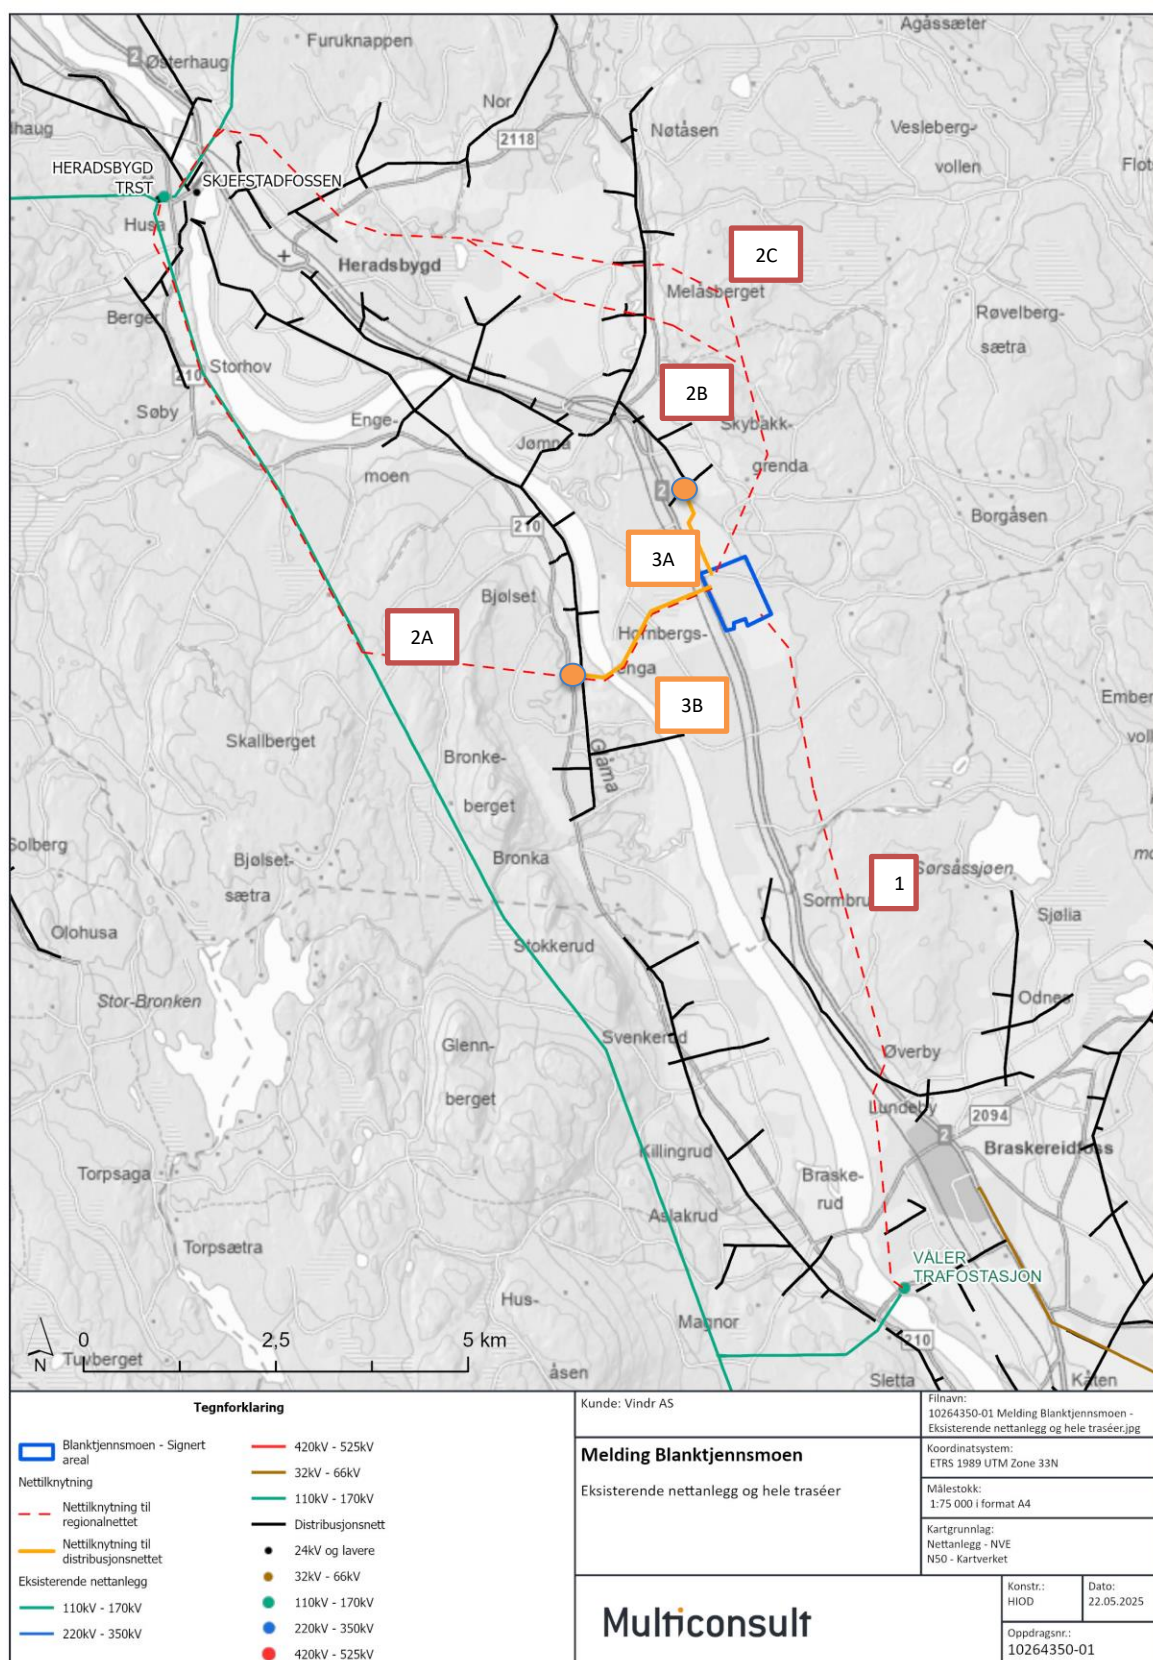 Agåssæter
Furuknappen
2
Østerhaug
Nor
Nøtåsen
Vesleberg-
vollen
2118
HERADSBYGD
TRST
SKJEFSTADFOSSEN
Husa
Heradsbygd
2C
Melåsberget
Røvelberg-
sætra
Berger
Storhov
210
2B
Søby
Enge-
moen
Jømna
Skybakk-
grenda
2
Borgåsen
210
3A
Bjølset
2A
Hornbergs-
enga
3B
Skallberget
Bronke-
berget
Glåma
Bronka
Solberg
Bjølset-
sætra
1
Sørsåssjøen
Sormbru
Sjølia
Olohusa
Stokkerud
Stor-Bronken
Odnes
Svenkerud
Glenn-
berget
Øverby
Lundeby
2094
2
Braskereidfoss
Killingrud
Torpsaga
Braske-
rud
Aslakrud
Torpsætra
VÅLER
TRAFOSTASJON
Hus-
åsen
Magnor
210
0 2,5 5 km
N
Tuvberget
Sletta
Kåten
Tegnforklaring
Blanktjennsmoen - Signert
areal
Nettilknytning
Nettilknytning til
regionalnettet
Nettilknytning til
distribusjonsnettet
Eksisterende nettanlegg
110kV - 170kV
220kV - 350kV
420kV - 525kV
32kV - 66kV
110kV - 170kV
Distribusjonsnett
24kV og lavere
32kV - 66kV
110kV - 170kV
220kV - 350kV
420kV - 525kV
Kunde: Vindr AS
Melding Blanktjennsmoen
Eksisterende nettanlegg og hele traséer
Multiconsult
Filnavn:
10264350-01 Melding Blanktjennsmoen -
Eksisterende nettanlegg og hele traséer.jpg
Koordinatsystem:
ETRS 1989 UTM Zone 33N
Målestokk:
1:75 000 i format A4
Kartgrunnlag:
Nettanlegg - NVE
N50 - Kartverket
Konstr.:
HIOD
Dato:
22.05.2025
Oppdragsnr.:
10264350-01